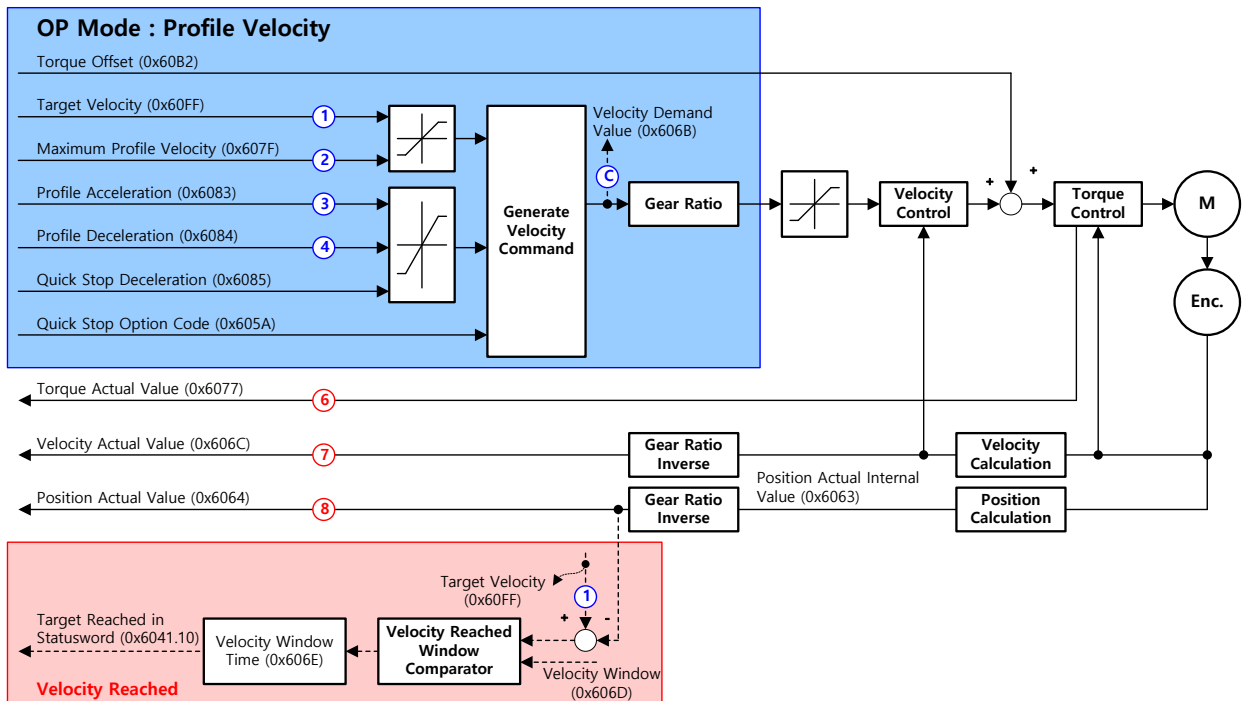 OP Mode : Profile Velocity
Torque Offset (0x60B2)
Target Velocity (0x60FF)
1
Maximum Profile Velocity (0x607F)
2
Profile Acceleration (0x6083)
3
Profile Deceleration (0x6084)
4
Quick Stop Deceleration (0x6085)
Quick Stop Option Code (0x605A)
Generate
Velocity
Command
Velocity Demand
Value (0x606B)
C
Gear Ratio
Velocity
Control
+
+
Torque
Control
M
Enc.
Torque Actual Value (0x6077)
6
Velocity Actual Value (0x606C)
7
Gear Ratio
Inverse
Velocity
Calculation
Position Actual Value (0x6064)
8
Gear Ratio
Inverse
Position Actual Internal
Value (0x6063)
Position
Calculation
Target Velocity
(0x60FF)
1
+
-
Target Reached in
Statusword (0x6041.10)
Velocity Window
Time (0x606E)
Velocity Reached
Window
Comparator
Velocity Window
(0x606D)
Velocity Reached